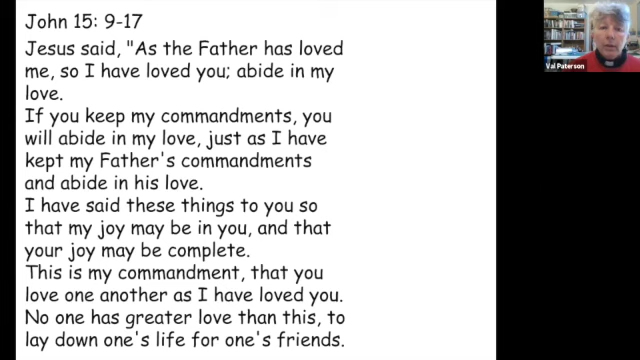 John 15: 9-17
Jesus said, "As the Father has loved
me, so I have loved you; abide in my
love.
If you keep my commandments, you
will abide in my love, just as I have
kept my Father's commandments
and abide in his love.
I have said these things to you so
that my joy may be in you, and that
your joy may be complete.
This is my commandment, that you
love one another as I have loved you.
No one has greater love than this, to
lay down one's life for one's friends.
Val Paterson